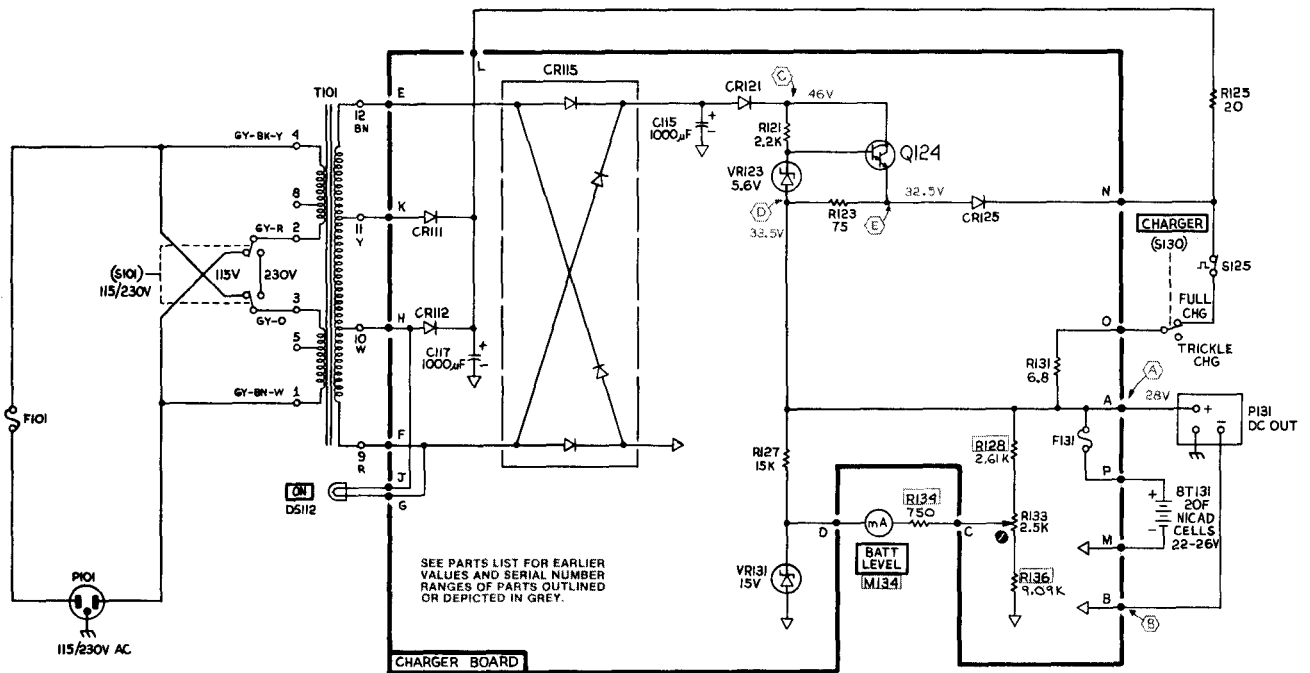 L
CR115
T101
E
12
BN
CR121
C
46V
R125
20
GY-BK-Y 4
C115
1000µF
+
-
R121
2.2K
Q124
8
VR123
5.6V
K
11
Y
CR111
D
33.5V
R123
75
E
32.5V
CR125
N
GY-R 2
CHARGER
(S130)
(S101)
115/230V
115V
230V
S125
3
GY-O
H
10
W
CR112
FULL
CHG
O
TRICKLE
CHG
5
C117
1000µF
+
-
R131
6.8
A
GY-BN-W 1
A
28V
+
-
P131
DC OUT
F101
F
9
R
R127
15K
R128
2.61K
F131
P
J
ON
DS112
G
R134
750
+
-
BT131
20F
NICAD
CELLS
22-26V
D
mA
C
R133
2.5K
M
BATT
LEVEL
M134
SEE PARTS LIST FOR EARLIER
VALUES AND SERIAL NUMBER
RANGES OF PARTS OUTLINED
OR DEPICTED IN GREY.
VR131
15V
R136
9.09K
B
B
P101
115/230V AC
CHARGER BOARD